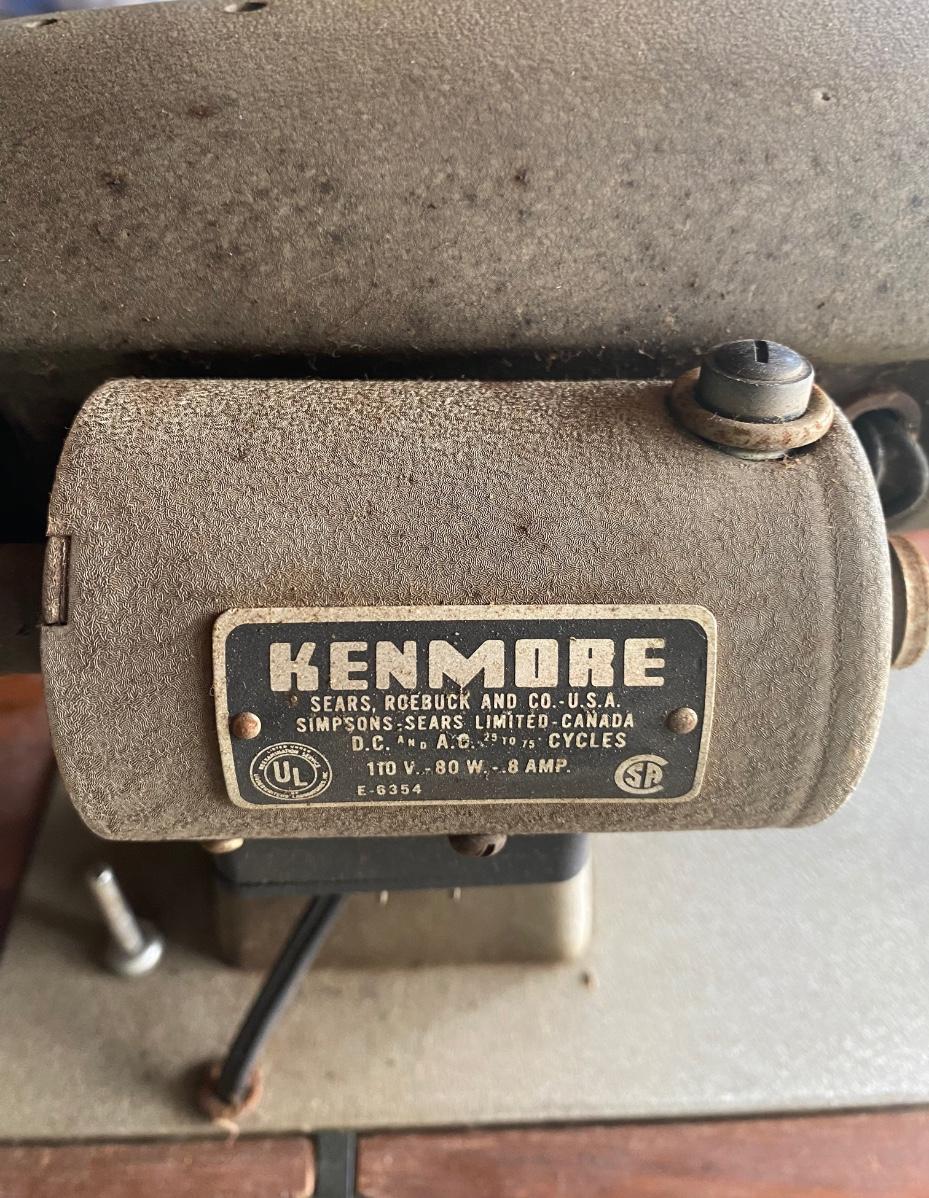 KENMORE
SEARS, ROEBUCK AND CO.-U.S.A.
SIMPSONS-SEARS LIMITED-CANADA
D.C. AND A.C. 25 TO 75 CYCLES
110 V.-80 W.-.8 AMP.
UL
E-6354
SA